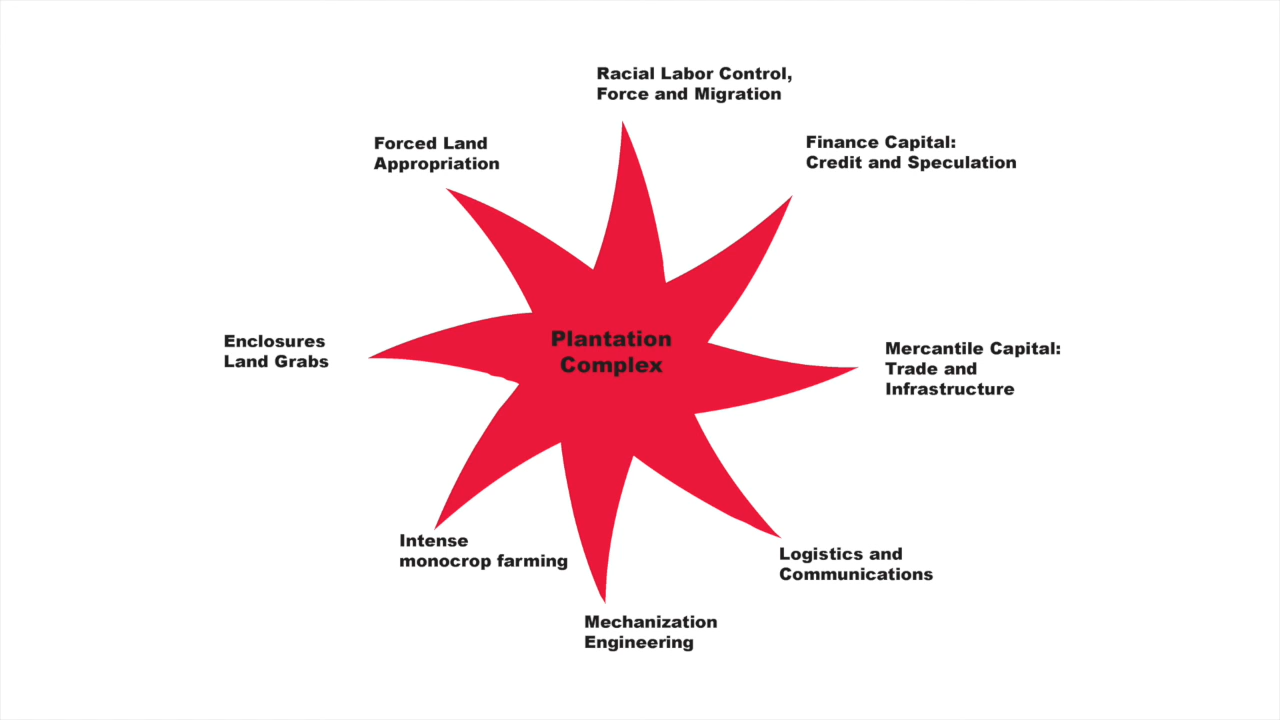 Racial Labor Control,
Force and Migration
Forced Land
Appropriation
Finance Capital:
Credit and Speculation
Enclosures
Land Grabs
Plantation
Complex
Mercantile Capital:
Trade and
Infrastructure
Intense
monocrop farming
Logistics and
Communications
Mechanization
Engineering